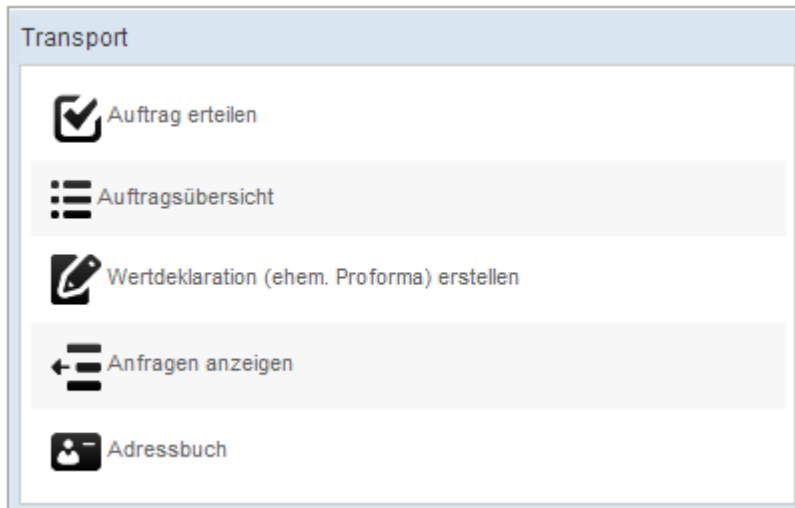 Transport
Auftrag erteilen
Auftragsübersicht
Wertdeklaration (ehem. Proforma) erstellen
Anfragen anzeigen
Adressbuch